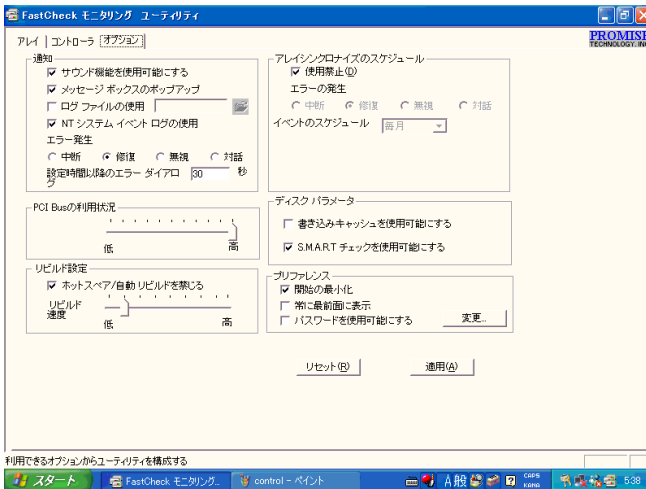 FastCheck モニタリング ユーティリティ
アレイ コントローラ オプション
PROMISE
TECHNOLOGY, INC
通知
サウンド機能を使用可能にする
メッセージ ボックスのポップアップ
ログ ファイルの使用
NT システム イベント ログの使用
エラー発生
中断 修復 無視 対話
設定時間以降のエラー ダイアログ 30 秒
アレイシンクロナイズのスケジュール
使用禁止(D)
エラーの発生
中断 修復 無視 対話
イベントのスケジュール 毎月
PCI Busの利用状況
低 高
ディスク パラメータ
書き込みキャッシュを使用可能にする
S.M.A.R.T チェックを使用可能にする
リビルド設定
ホットスペア/自動リビルドを禁じる
リビルド速度
低 高
プリファレンス
開始の最小化
常に最前面に表示
パスワードを使用可能にする
変更...
リセット(R) 適用(A)
利用できるオプションからユーティリティを構成する
スタート FastCheck モニタリング... control - ペイント A 般 CAPS KANA 5:38